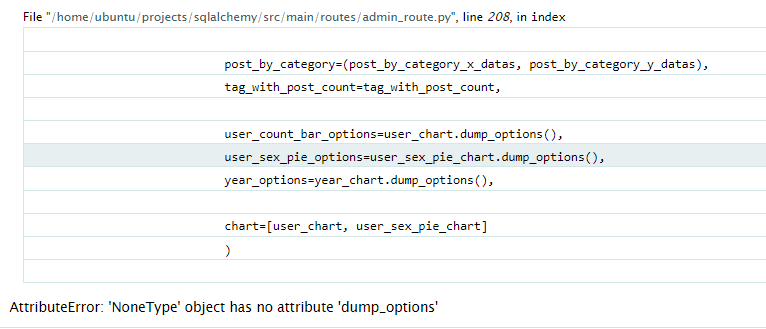 File "/home/ubuntu/projects/sqlalchemy/src/main/routes/admin_route.py", line 208, in index
post_by_category=(post_by_category_x_datas, post_by_category_y_datas),
tag_with_post_count=tag_with_post_count,
user_count_bar_options=user_chart.dump_options(),
user_sex_pie_options=user_sex_pie_chart.dump_options(),
year_options=year_chart.dump_options(),
chart=[user_chart, user_sex_pie_chart]
)
AttributeError: 'NoneType' object has no attribute 'dump_options'